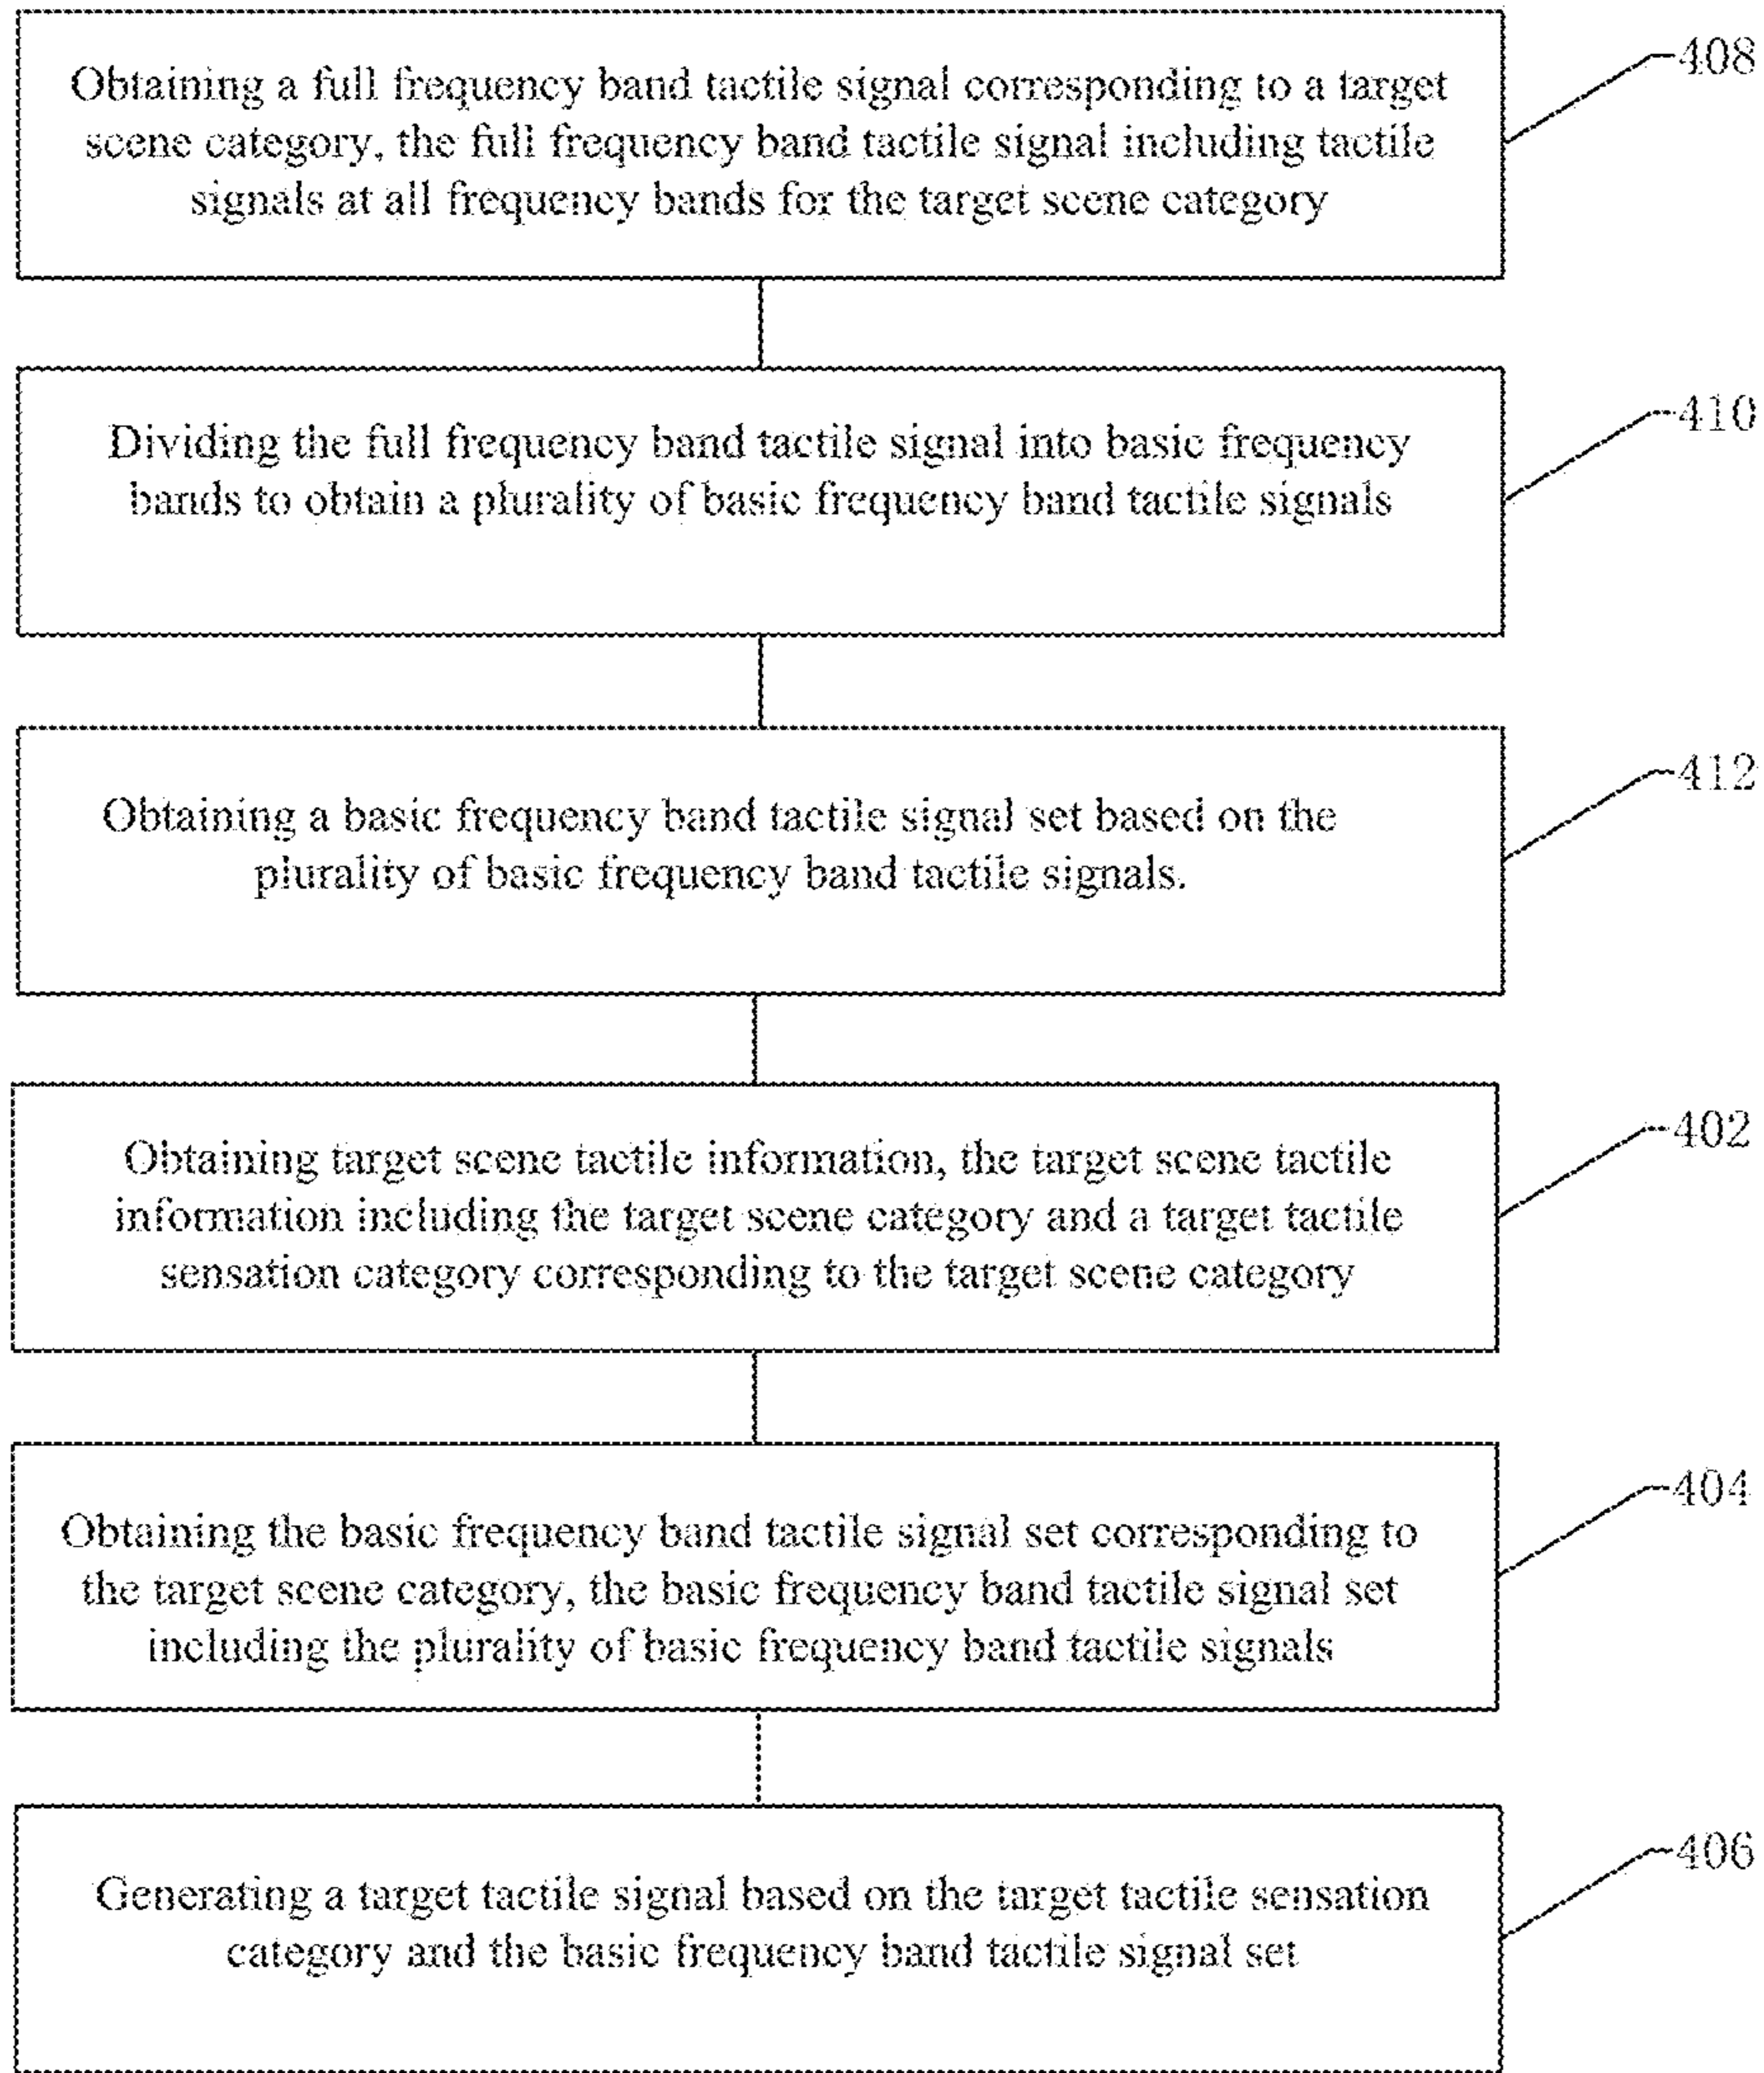 Obtaining a full frequency band tactile signal corresponding to a target
scene category, the full frequency band tactile signal including tactile
signals at all frequency bands for the target scene category
408
Dividing the full frequency band tactile signal into basic frequency
bands to obtain a plurality of basic frequency band tactile signals
410
Obtaining a basic frequency band tactile signal set based on the
plurality of basic frequency band tactile signals.
412
Obtaining target scene tactile information, the target scene tactile
information including the target scene category and a target tactile
sensation category corresponding to the target scene category
402
Obtaining the basic frequency band tactile signal set corresponding to
the target scene category, the basic frequency band tactile signal set
including the plurality of basic frequency band tactile signals
404
Generating a target tactile signal based on the target tactile sensation
category and the basic frequency band tactile signal set
406